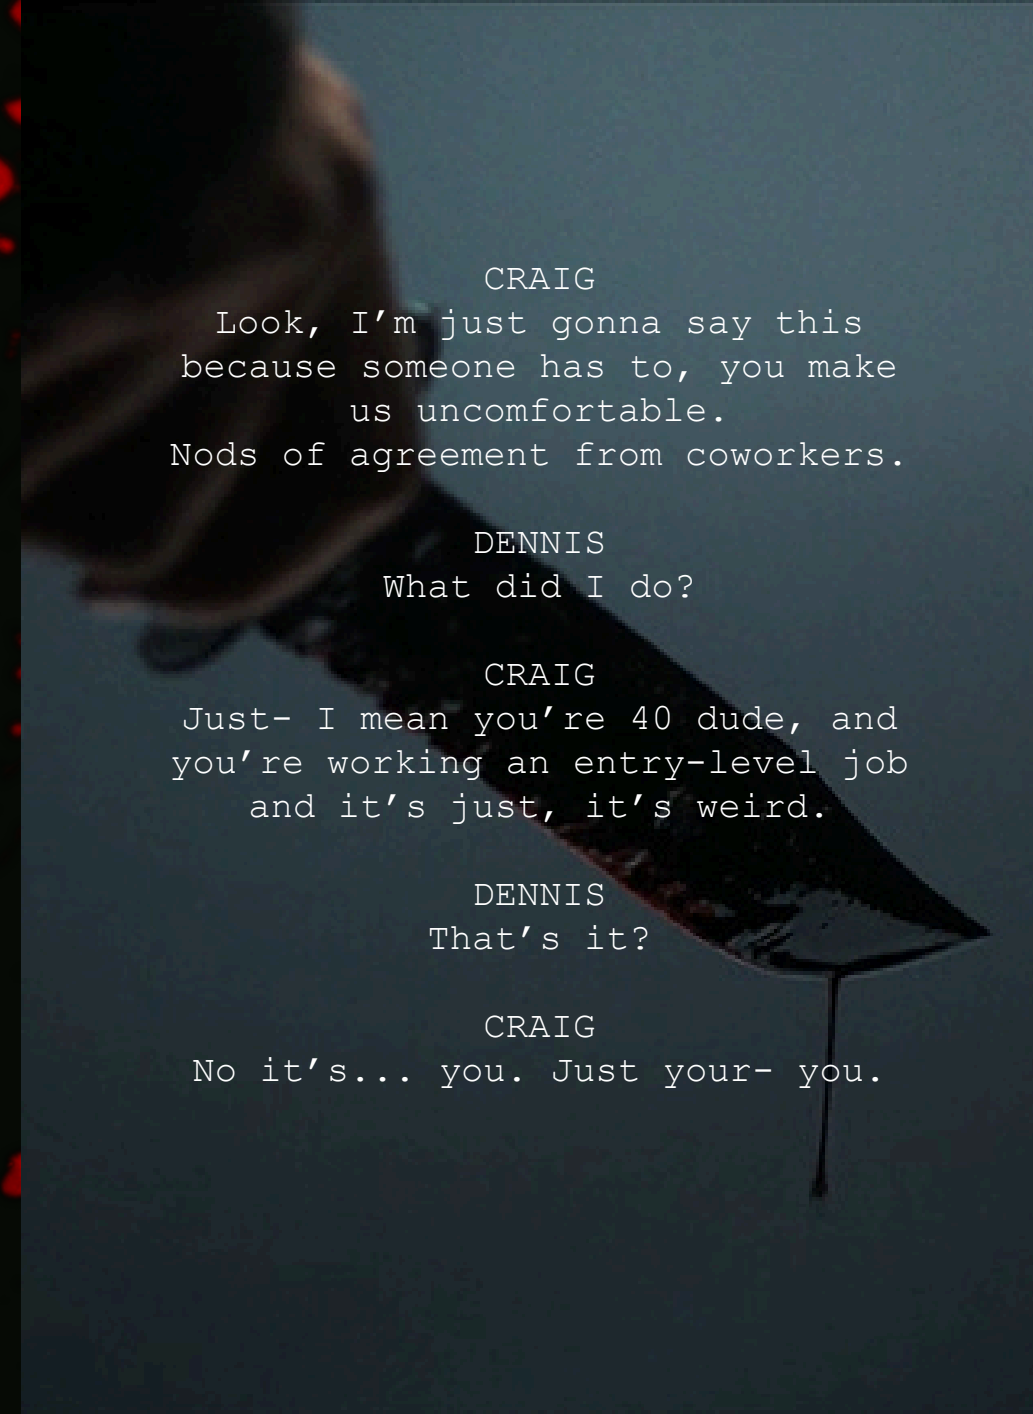 CRAIG
Look, I’m just gonna say this
because someone has to, you make
us uncomfortable.
Nods of agreement from coworkers.
DENNIS
What did I do?
CRAIG
Just- I mean you’re 40 dude, and
you’re working an entry-level job
and it’s just, it’s weird.
DENNIS
That’s it?
CRAIG
No it’s... you. Just your- you.